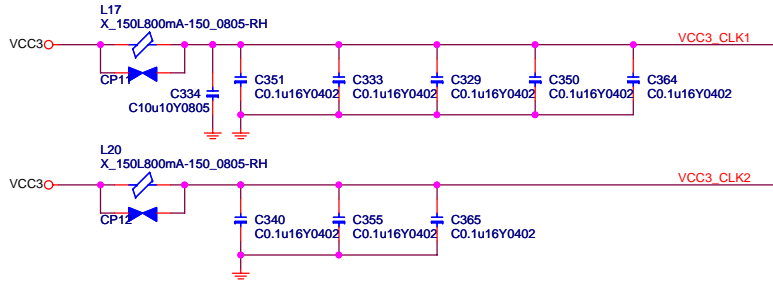 L17
X_150L800mA-150_0805-RH
VCC3
VCC3_CLK1
CP11
C334
C10u10Y0805
C351
C0.1u16Y0402
C333
C0.1u16Y0402
C329
C0.1u16Y0402
C350
C0.1u16Y0402
C364
C0.1u16Y0402
L20
X_150L800mA-150_0805-RH
VCC3
VCC3_CLK2
CP12
C340
C0.1u16Y0402
C355
C0.1u16Y0402
C365
C0.1u16Y0402